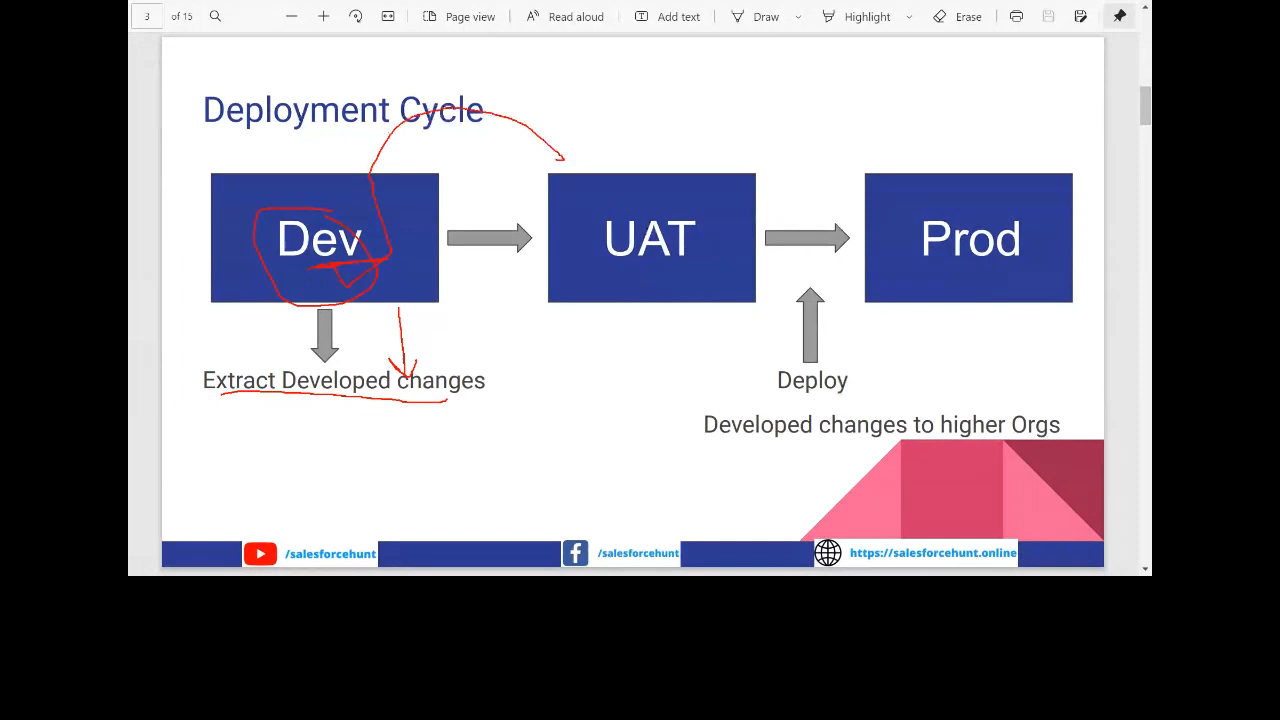 3 of 15 Page view Read aloud Add text Draw Highlight Erase
Deployment Cycle
Dev UAT Prod
Extract Developed changes Deploy
Developed changes to higher Orgs
/salesforcehunt /salesforcehunt https://salesforcehunt.online